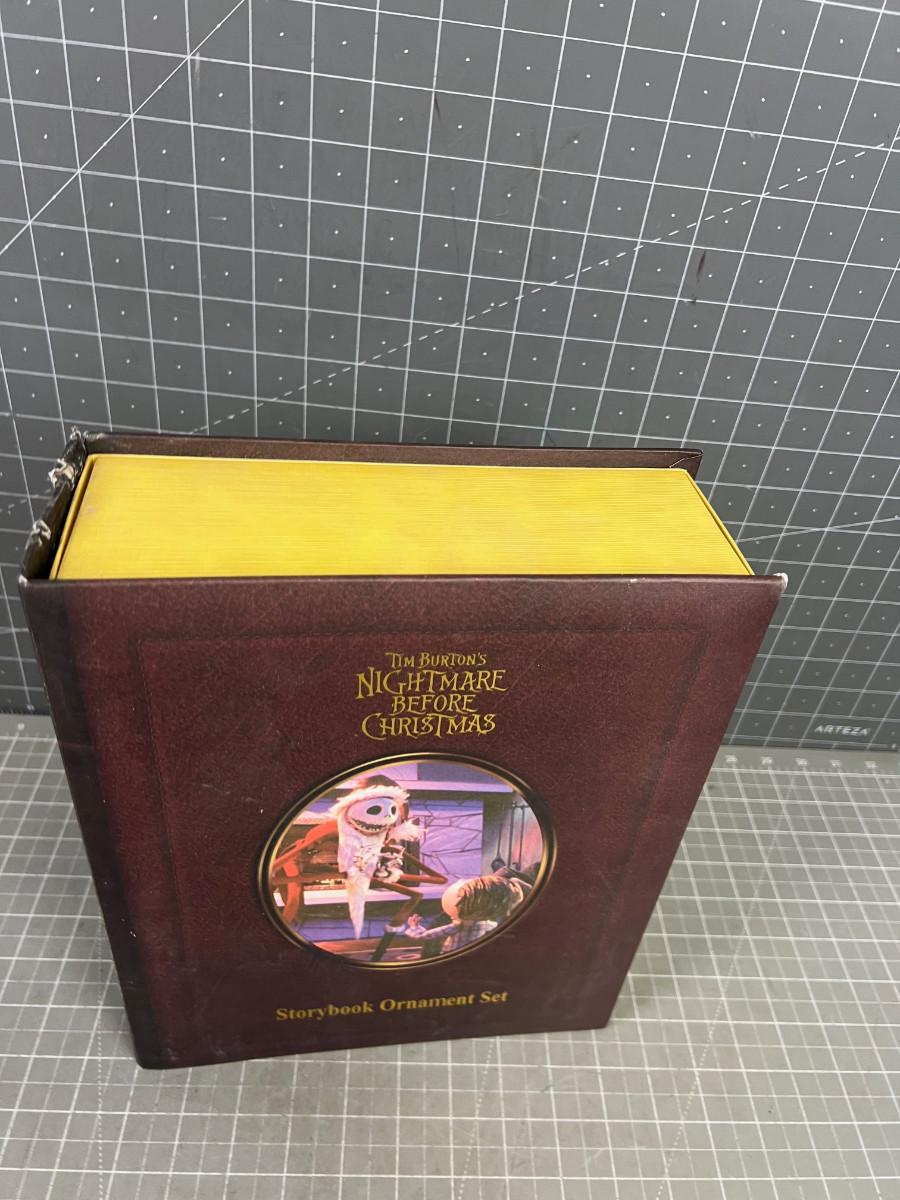 TIM BURTON'S
NIGHTMARE
BEFORE
CHRISTMAS
Storybook Ornament Set
ARTEZA